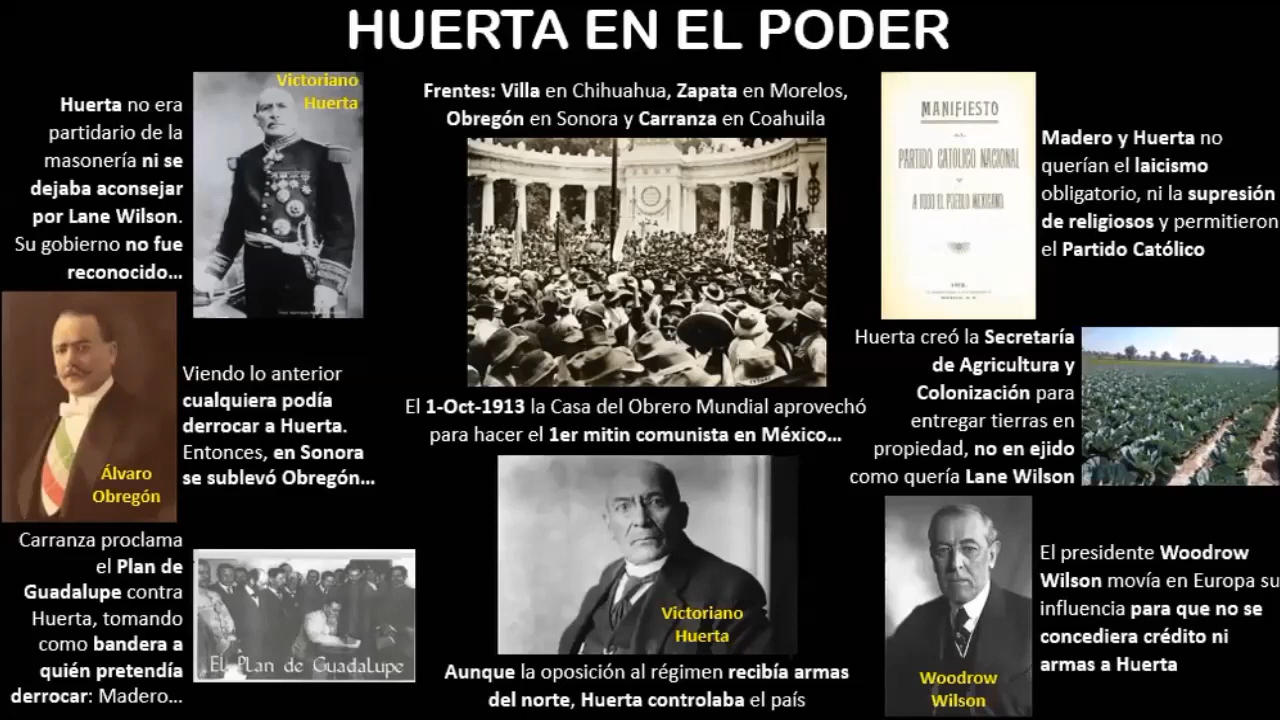 HUERTA EN EL PODER
Victoriano
Huerta
Huerta no era
partidario de la
masonería ni se
dejaba aconsejar
por Lane Wilson.
Su gobierno no fue
reconocido...
Frentes: Villa en Chihuahua, Zapata en Morelos,
Obregón en Sonora y Carranza en Coahuila
MANIFIESTO
PARTIDO CATOLICO NACIONAL
A TODO EL PUEBLO MEXICANO
Madero y Huerta no
querían el laicismo
obligatorio, ni la supresión
de religiosos y permitieron
el Partido Católico
Álvaro
Obregón
Viendo lo anterior
cualquiera podía
derrocar a Huerta.
Entonces, en Sonora
se sublevó Obregón...
El 1-Oct-1913 la Casa del Obrero Mundial aprovechó
para hacer el 1er mitin comunista en México...
Huerta creó la Secretaría
de Agricultura y
Colonización para
entregar tierras en
propiedad, no en ejido
como quería Lane Wilson
Carranza proclama
el Plan de
Guadalupe contra
Huerta, tomando
como bandera a
quién pretendía
derrocar: Madero...
El Plan de Guadalupe
Victoriano
Huerta
Aunque la oposición al régimen recibía armas
del norte, Huerta controlaba el país
Woodrow
Wilson
El presidente Woodrow
Wilson movía en Europa su
influencia para que no se
concediera crédito ni
armas a Huerta